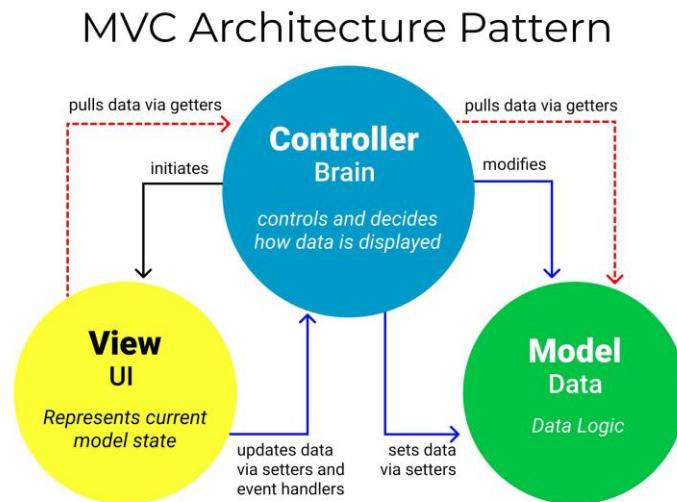 MVC Architecture Pattern
pulls data via getters
pulls data via getters
initiates
modifies
Controller
Brain
controls and decides
how data is displayed
View
UI
Represents current
model state
Model
Data
Data Logic
updates data
via setters and
event handlers
sets data
via setters